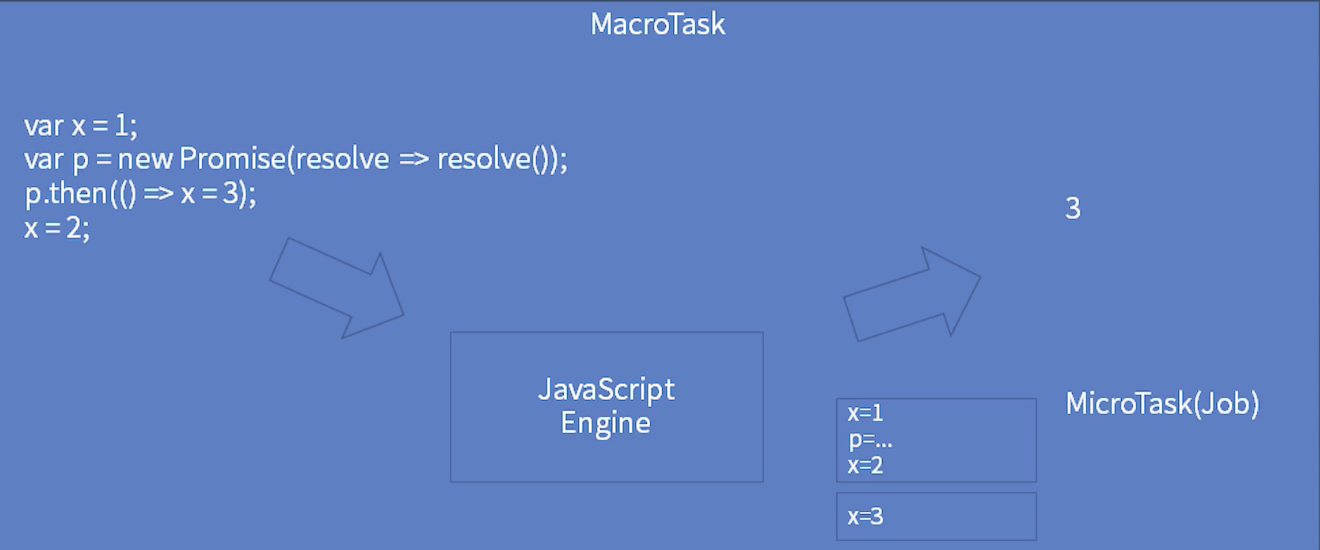 MacroTask
var x = 1;
var p = new Promise(resolve => resolve());
p.then(() => x = 3);
x = 2;
3
JavaScript
Engine
MicroTask(Job)
x=1
p=...
x=2
x=3